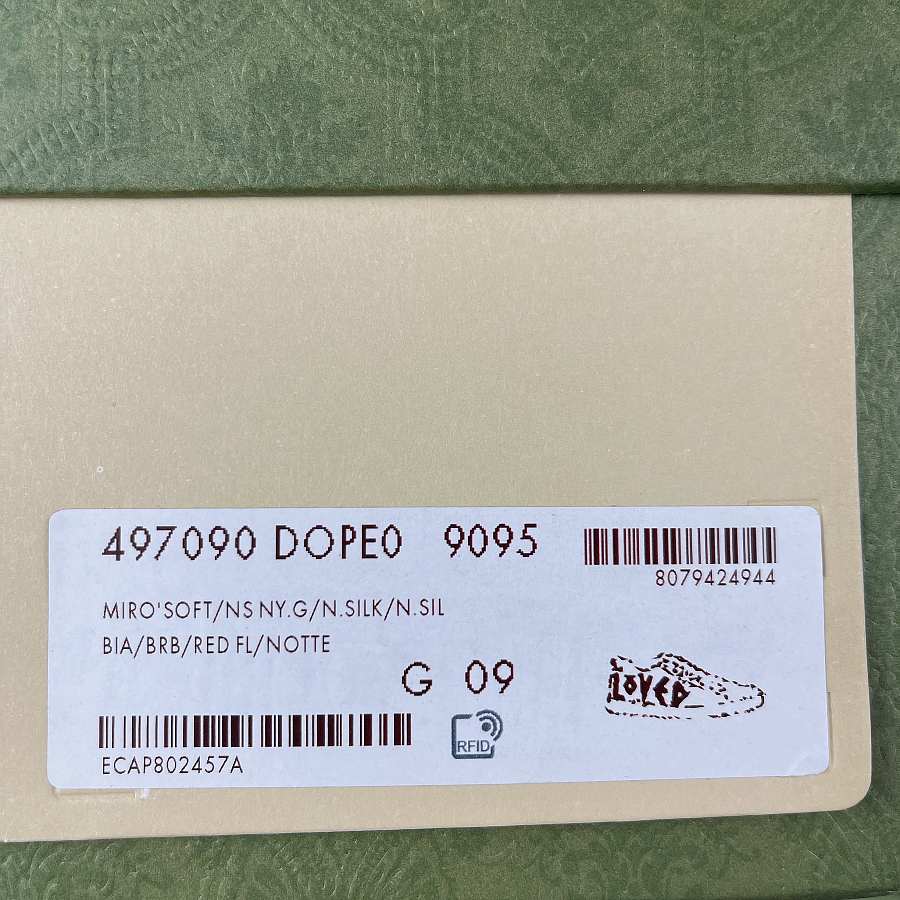 497090 DOPE0 9095
8079424944
MIRO'SOFT/NS NY.G/N.SILK/N.SIL
BIA/BRB/RED FL/NOTTE
G 09
LOVED
RFID
ECAP802457A